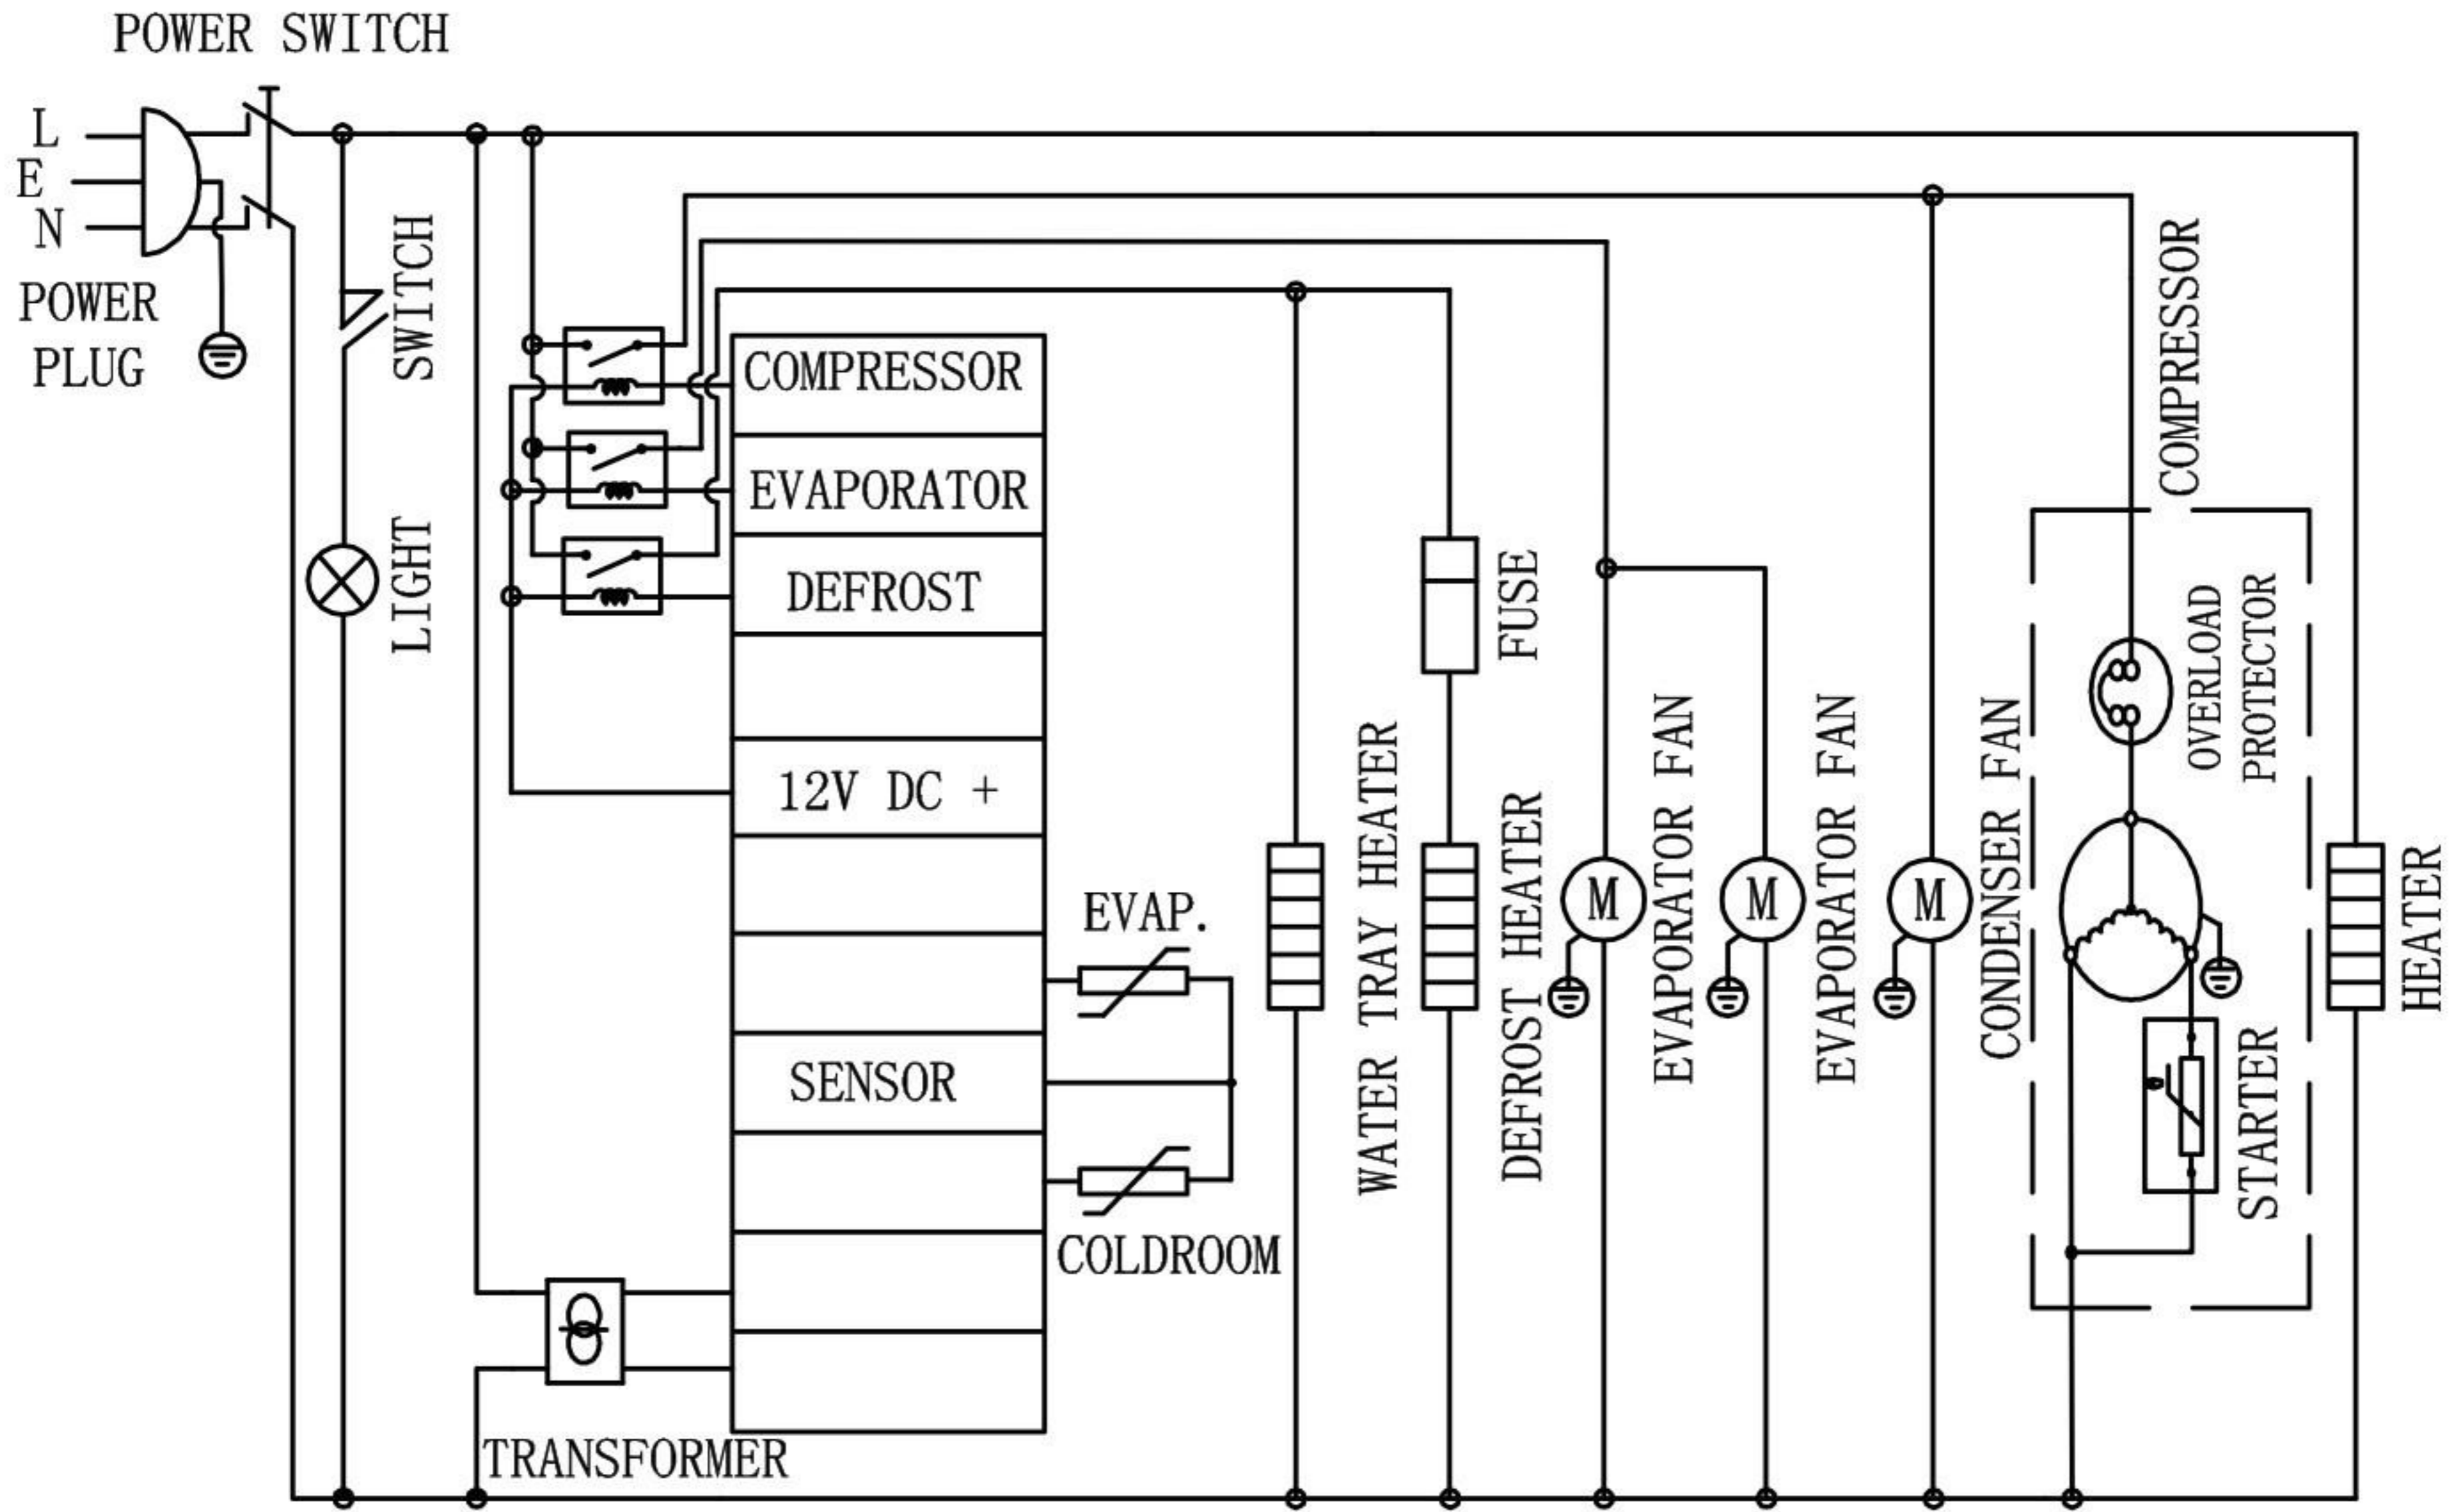 POWER SWITCH
L
E
N
POWER
PLUG
SWITCH
LIGHT
COMPRESSOR
EVAPORATOR
DEFROST
12V DC +
SENSOR
EVAP.
COLDROOM
TRANSFORMER
WATER TRAY HEATER
FUSE
DEFROST HEATER
EVAPORATOR FAN
M
EVAPORATOR FAN
M
CONDENSER FAN
M
COMPRESSOR
OVERLOAD
PROTECTOR
STARTER
HEATER